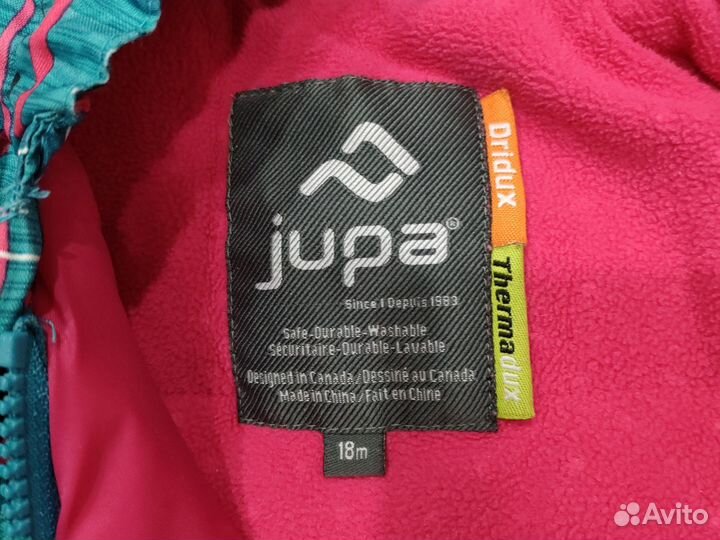 jupa®
Since | Depuis 1983
Safe-Durable-Washable
Sécuritaire-Durable-Lavable
Designed in Canada/Dessiné au Canada
Made in China/Fait en Chine
18m
Dridux
Thermadux
Avito